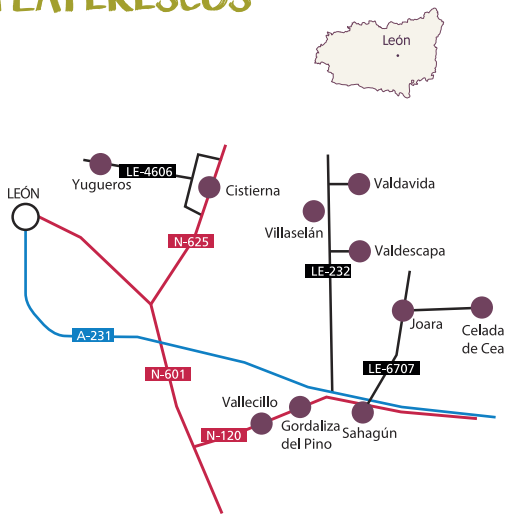 PLATERESCOS
León
LE-4606
Yugueros
Cistierna
Valdavida
LEÓN
Villaselán
N-625
Valdescapa
LE-232
Joara
Celada
de Cea
A-231
LE-6707
N-601
Vallecillo
Gordaliza
del Pino
Sahagún
N-120